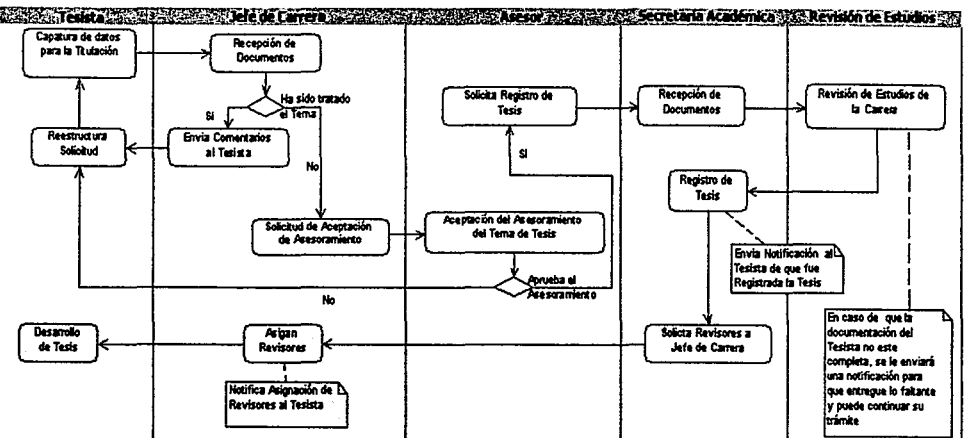 Tesista
Jefe de Carrera
Asesor
Secretaria Académica
Revisión de Estudios
Capatura de datos
para la Titulación
Recepción de
Documentos
Ha sido tratado
el Tema
Si
Envia Comentarios
al Tesista
Reestructura
Solicitud
No
Solicitud de Aceptación
de Asesoramiento
Aceptación del Asesoramiento
del Tema de Tesis
Aprueba el
Asesoramiento
No
SI
Solicita Registro de
Tesis
Recepción de
Documentos
Revisión de Estudios de
la Carrera
Registro de
Tesis
Envia Notificación al
Tesista de que fue
Registrada la Tesis
Solicta Revisores a
Jefe de Carrera
En caso de que la
documentación del
Tesista no este
completa, se le enviará
una notificación para
que entregue lo faltante
y puede continuar su
trámite
Asigan
Revisores
Notifica Asignación de
Revisores al Tesista
Desarrollo
de Tesis